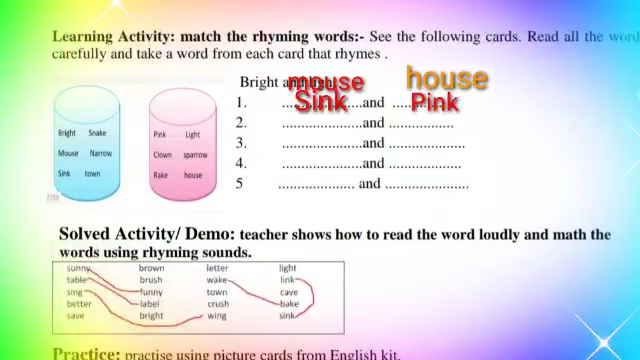 Learning Activity: match the rhyming words:- See the following cards. Read all the word
carefully and take a word from each card that rhymes .
Bright and light
mouse house
1. ....................and ....................
Sink Pink
2. ....................and ................
3. ....................and ...................
4. ....................and ..................
5 ................... and .....................
Bright Snake
Mouse Narrow
Sink town
Pink Light
Clown sparrow
Rake house
Solved Activity/ Demo: teacher shows how to read the word loudly and math the
words using rhyming sounds.
sunny brown letter light
table brush wake link
sing funny town cave
better label crush bake
save bright wing sink
Practice: practise using picture cards from English kit.